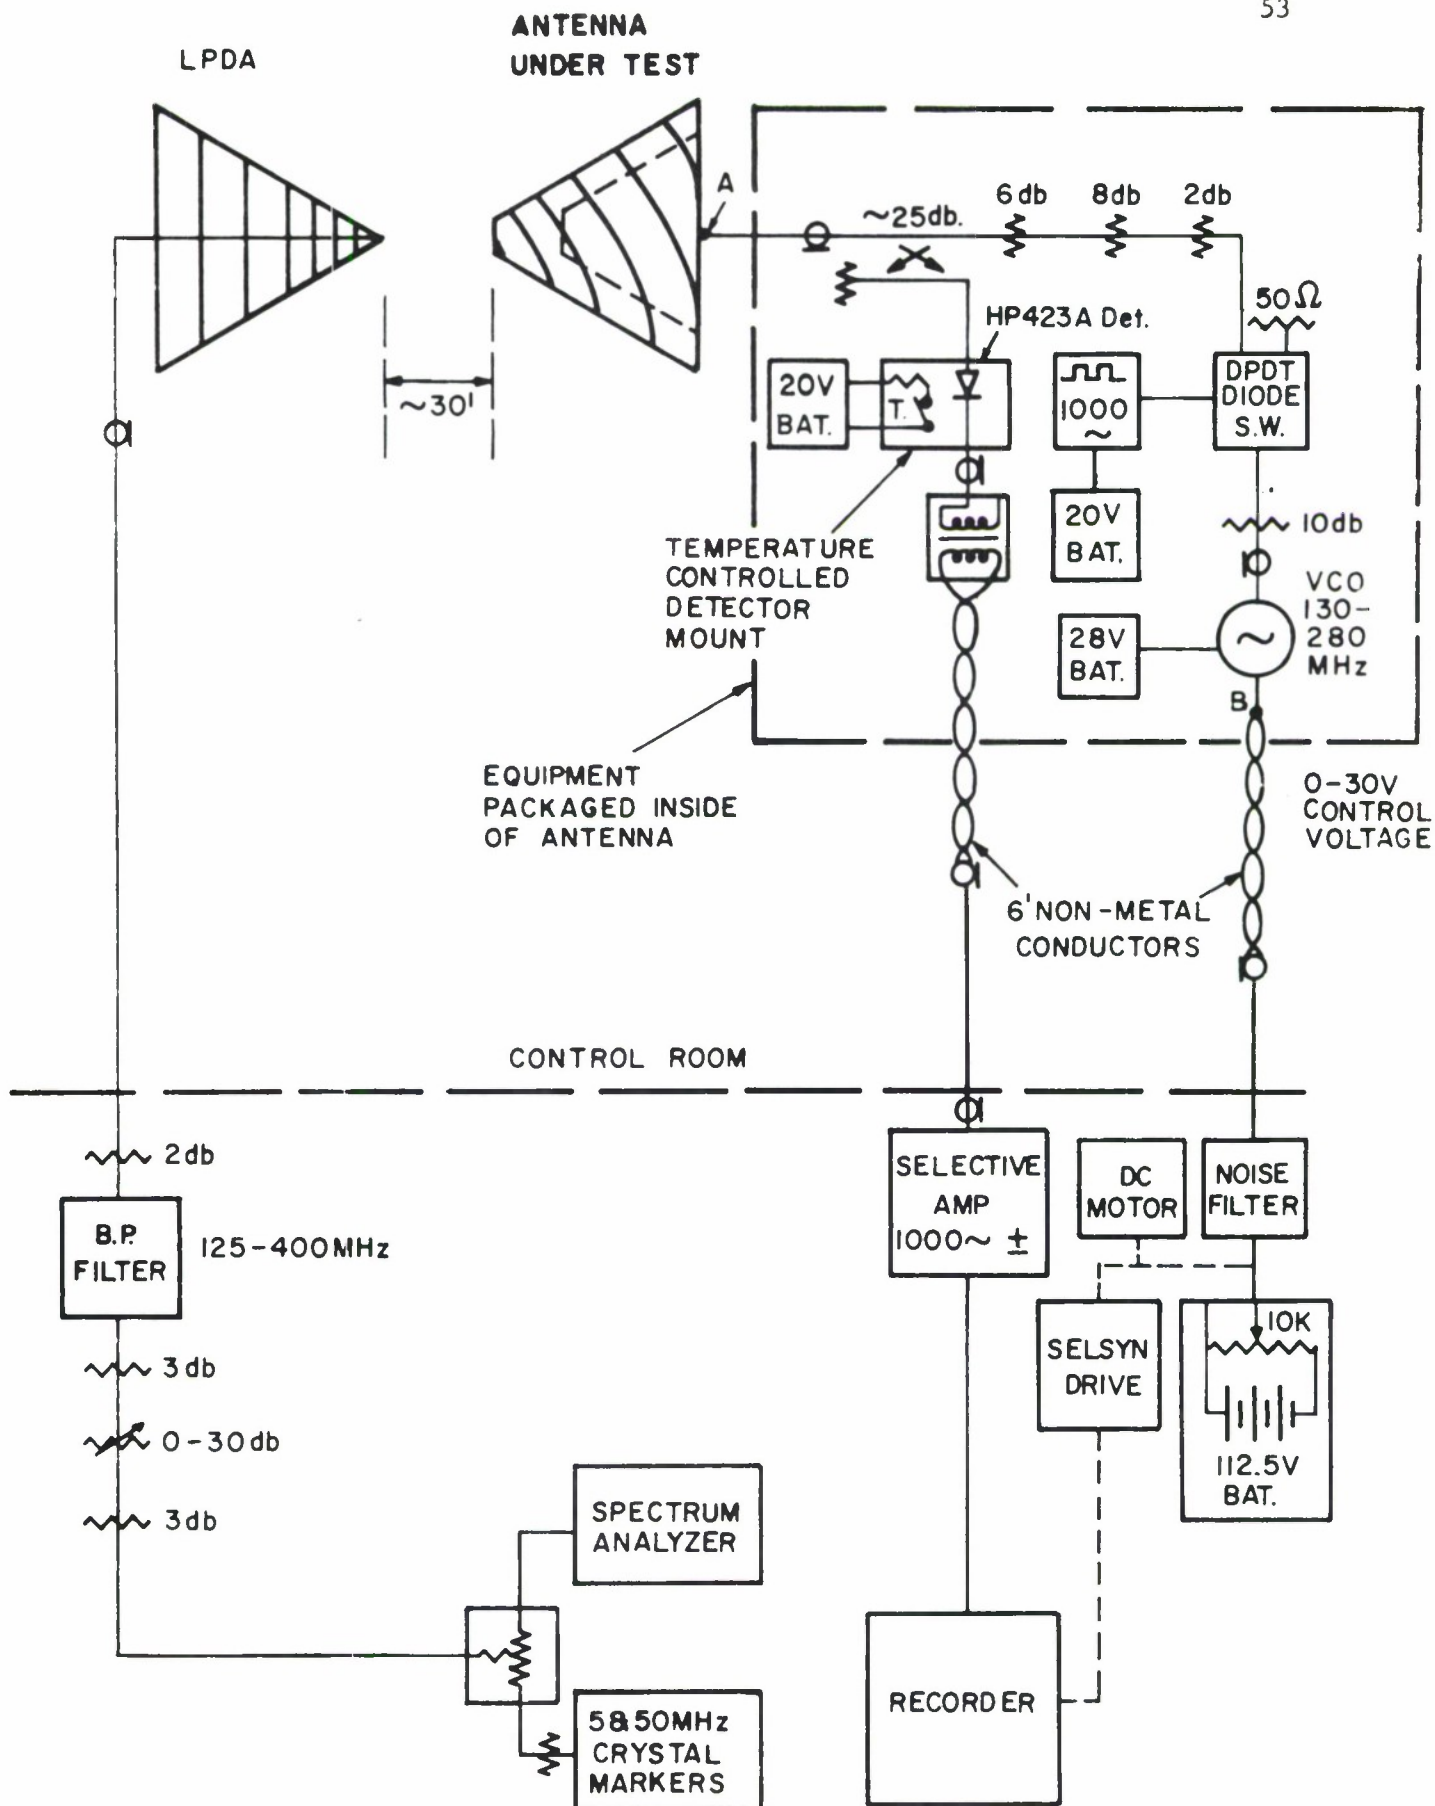 53
LPDA
ANTENNA
UNDER TEST
A
~25db.
6db
8db
2db
50Ω
HP423A Det.
20V
BAT.
T.
1000
~
DPDT
DIODE
S.W.
20V
BAT.
10db
~30'
TEMPERATURE
CONTROLLED
DETECTOR
MOUNT
28V
BAT.
~
VCO
130-
280
MHz
B
EQUIPMENT
PACKAGED INSIDE
OF ANTENNA
0-30V
CONTROL
VOLTAGE
6' NON-METAL
CONDUCTORS
CONTROL ROOM
2db
B.P.
FILTER
125-400MHz
SELECTIVE
AMP
1000~ ±
DC
MOTOR
NOISE
FILTER
3db
0-30db
3db
SELSYN
DRIVE
10K
112.5V
BAT.
SPECTRUM
ANALYZER
5&50MHz
CRYSTAL
MARKERS
RECORDER